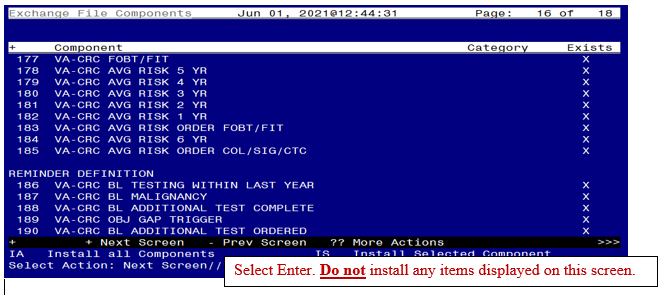 Exchange File Components Jun 01, 2021@12:44:31 Page: 16 of 18
+ Component Category Exists
177 VA-CRC FOBT/FIT X
178 VA-CRC AVG RISK 5 YR X
179 VA-CRC AVG RISK 4 YR X
180 VA-CRC AVG RISK 3 YR X
181 VA-CRC AVG RISK 2 YR X
182 VA-CRC AVG RISK 1 YR X
183 VA-CRC AVG RISK ORDER FOBT/FIT X
184 VA-CRC AVG RISK 6 YR X
185 VA-CRC AVG RISK ORDER COL/SIG/CTC X
REMINDER DEFINITION
186 VA-CRC BL TESTING WITHIN LAST YEAR X
187 VA-CRC BL MALIGNANCY X
188 VA-CRC BL ADDITIONAL TEST COMPLETE X
189 VA-CRC OBJ GAP TRIGGER X
190 VA-CRC BL ADDITIONAL TEST ORDERED X
+ + Next Screen - Prev Screen ?? More Actions >>>
IA Install all Components IS Install Selected Component
Select Action: Next Screen//
Select Enter. Do not install any items displayed on this screen.